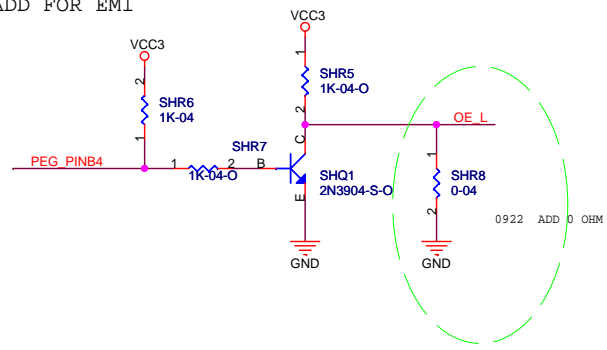 ADD FOR EMI
VCC3
VCC3
1
SHR5
1K-04-O
2
2
SHR6
1K-04
1
OE_L
PEG_PINB4
SHR7
1
2
1K-04-O
B
C
E
SHQ1
2N3904-S-O
1
SHR8
0-04
2
0922 ADD 0 OHM
GND
GND